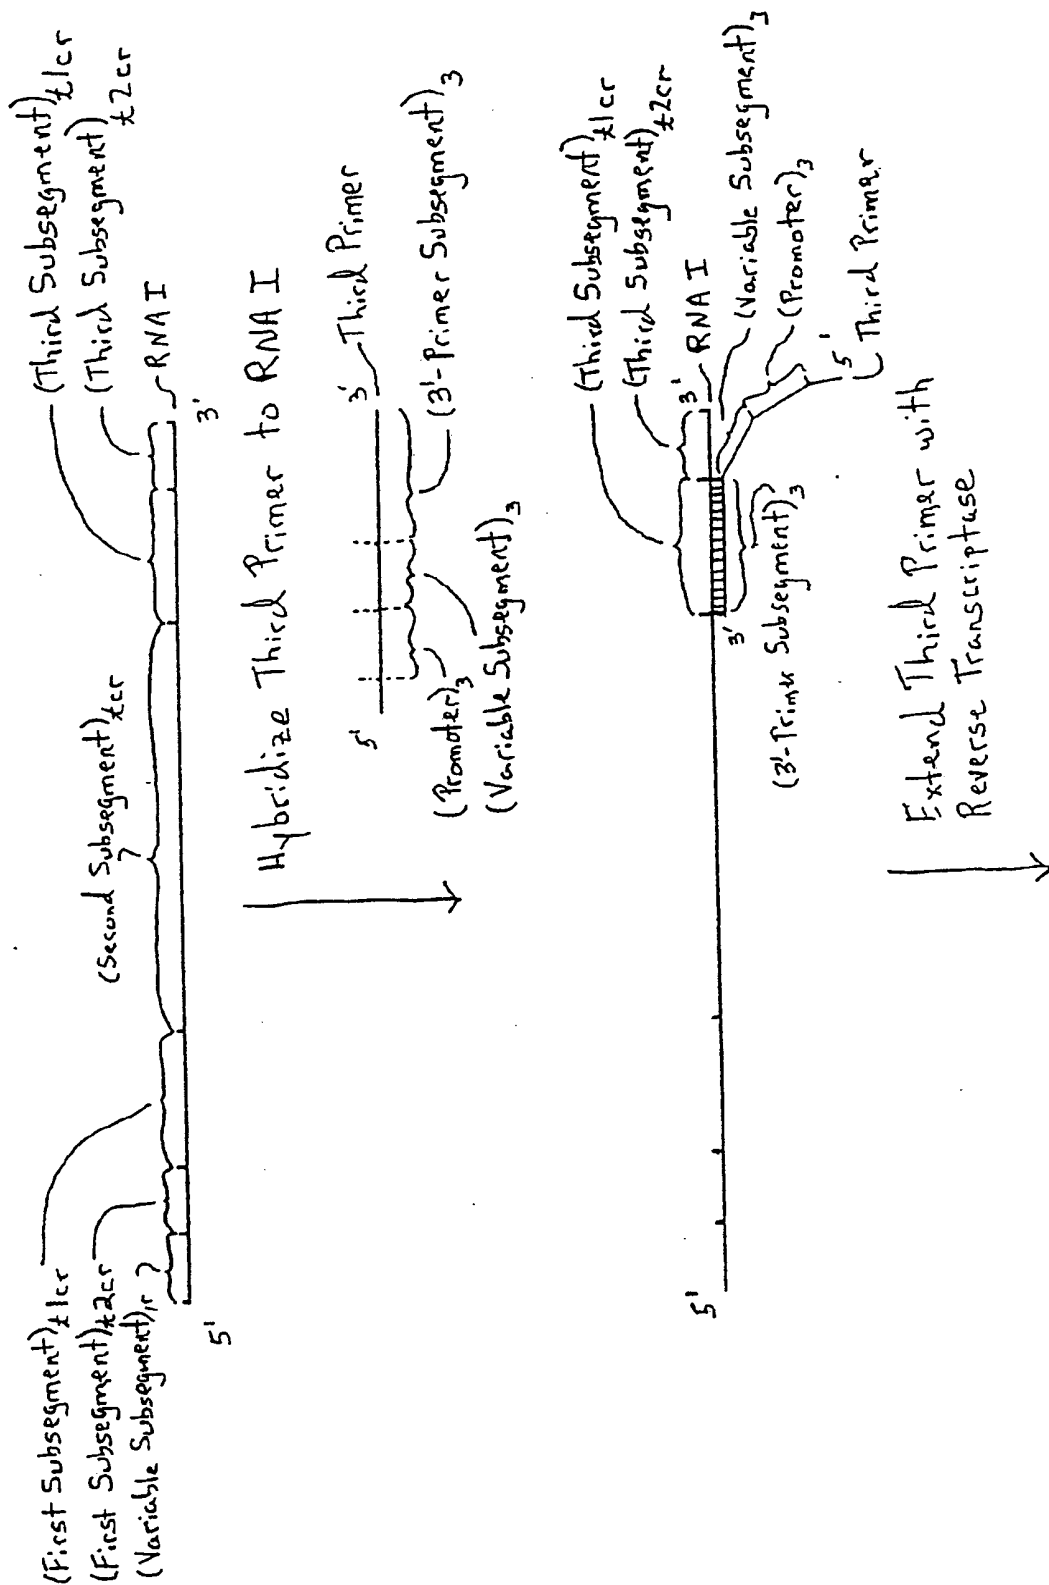 (First Subsegment)t1cr
(First Subsegment)t2cr
(Variable Subsegment)1r
(Second Subsegment)tcr
(Third Subsegment)t1cr
(Third Subsegment)t2cr
RNA I
5'
3'
Hybridize Third Primer to RNA I
5'
3'
Third Primer
(Promoter)3
(Variable Subsegment)3
(3'-Primer Subsegment)3
(Third Subsegment)t1cr
(Third Subsegment)t2cr
5'
3'
RNA I
(Variable Subsegment)3
(Promoter)3
3'
5'
Third Primer
(3'-Primer Subsegment)3
Extend Third Primer with
Reverse Transcriptase